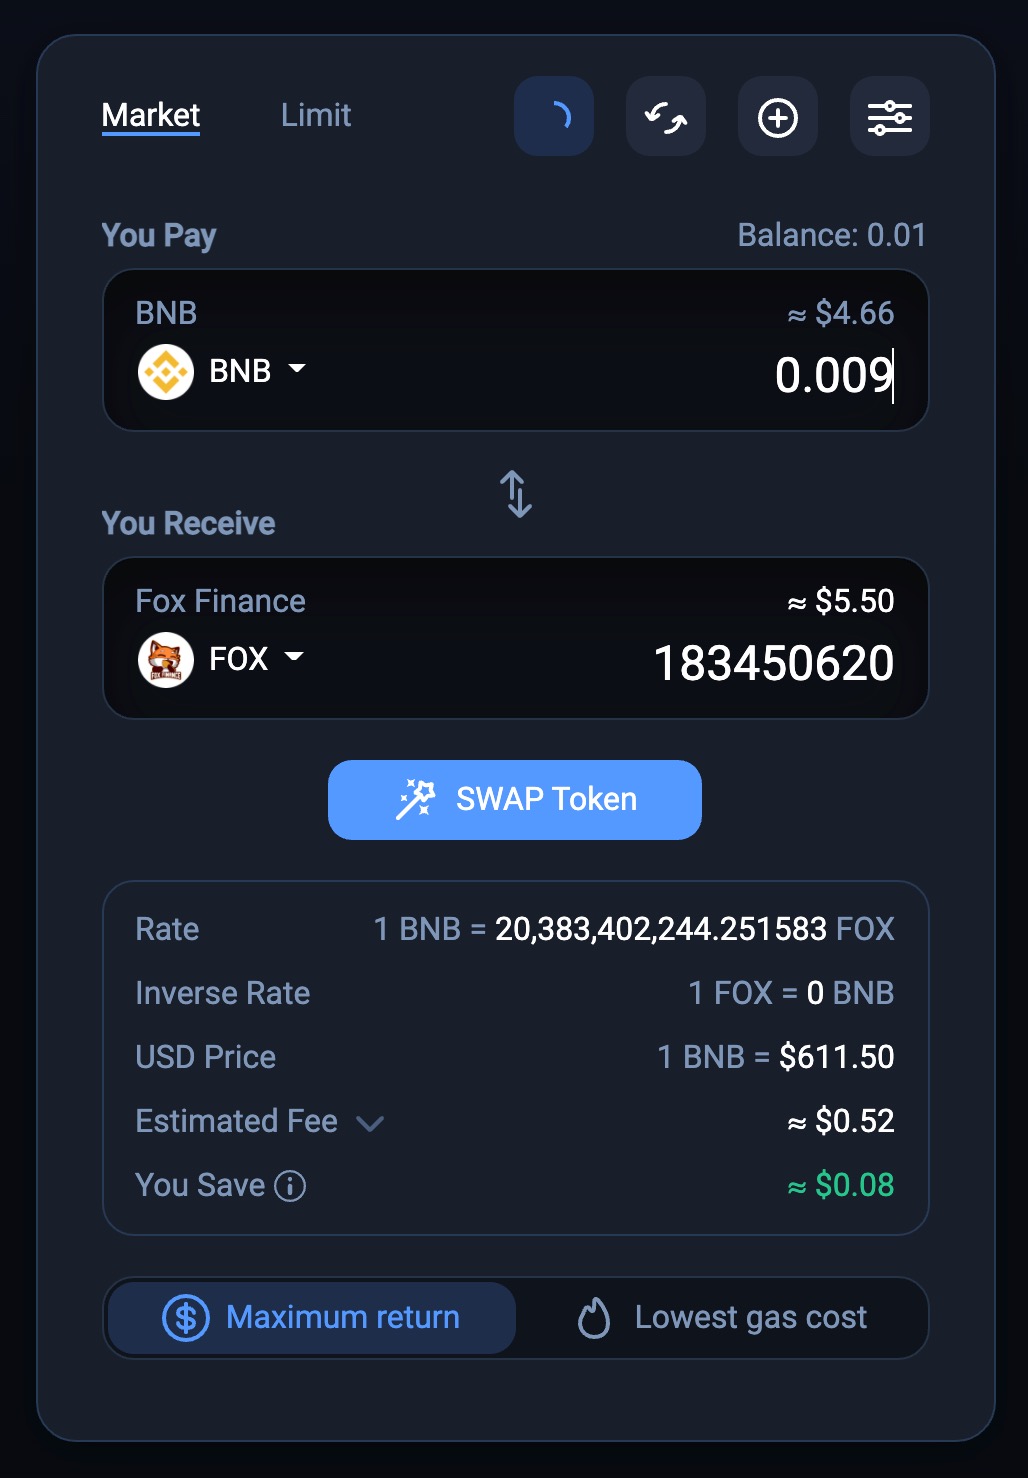 Market Limit
You Pay Balance: 0.01
BNB ≈ $4.66
BNB 0.009
You Receive
Fox Finance ≈ $5.50
FOX 183450620
SWAP Token
Rate 1 BNB = 20,383,402,244.251583 FOX
Inverse Rate 1 FOX = 0 BNB
USD Price 1 BNB = $611.50
Estimated Fee ≈ $0.52
You Save ≈ $0.08
Maximum return Lowest gas cost